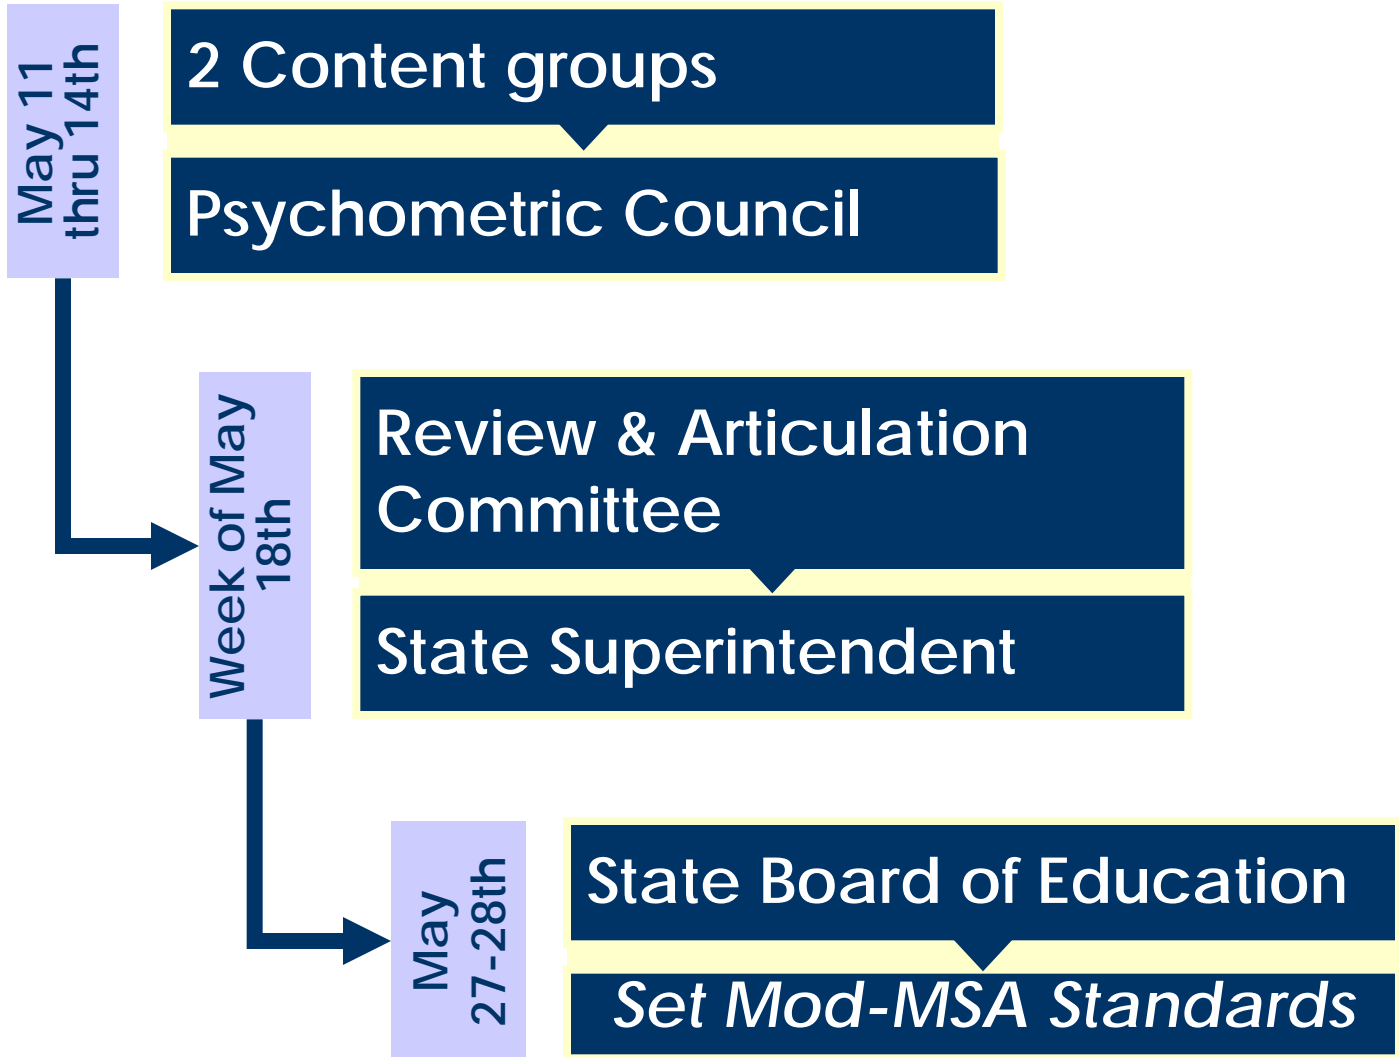 May 11
thru 14th
2 Content groups
Psychometric Council
Week of May
18th
Review & Articulation
Committee
State Superintendent
May
27-28th
State Board of Education
Set Mod-MSA Standards